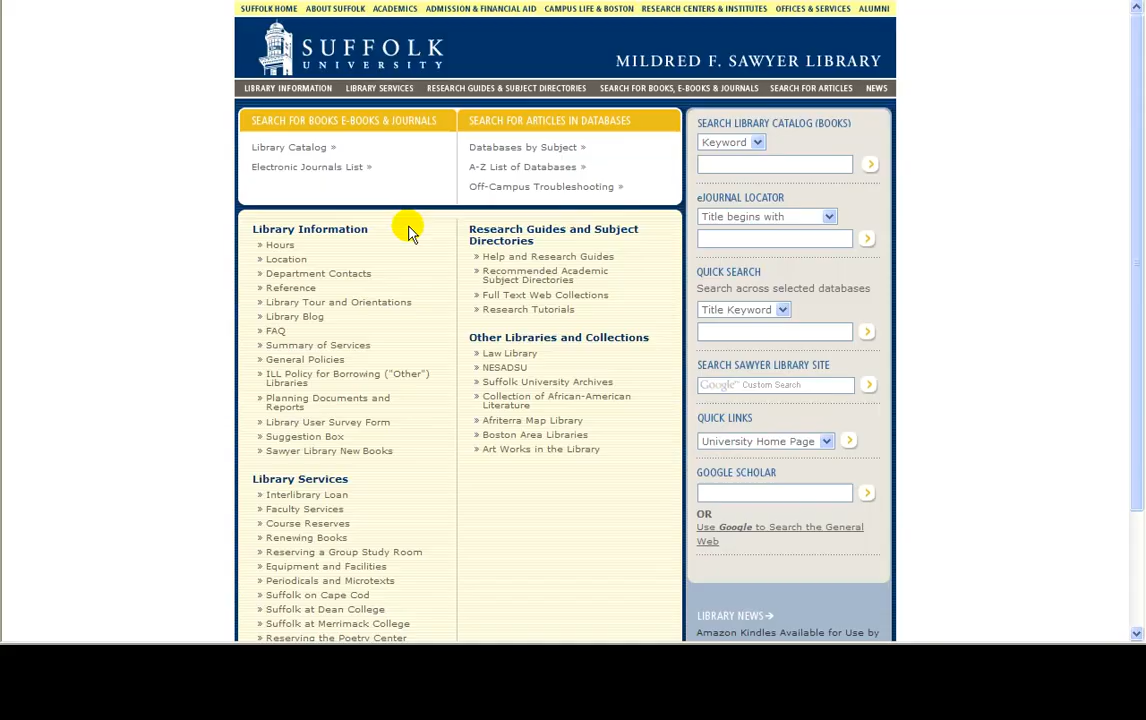 SUFFOLK HOME ABOUT SUFFOLK ACADEMICS ADMISSION & FINANCIAL AID CAMPUS LIFE & BOSTON RESEARCH CENTERS & INSTITUTES OFFICES & SERVICES ALUMNI
SUFFOLK
UNIVERSITY
MILDRED F. SAWYER LIBRARY
LIBRARY INFORMATION LIBRARY SERVICES RESEARCH GUIDES & SUBJECT DIRECTORIES SEARCH FOR BOOKS, E-BOOKS & JOURNALS SEARCH FOR ARTICLES NEWS
SEARCH FOR BOOKS E-BOOKS & JOURNALS
Library Catalog »
Electronic Journals List »
SEARCH FOR ARTICLES IN DATABASES
Databases by Subject »
A-Z List of Databases »
Off-Campus Troubleshooting »
Library Information
» Hours
» Location
» Department Contacts
» Reference
» Library Tour and Orientations
» Library Blog
» FAQ
» Summary of Services
» General Policies
» ILL Policy for Borrowing ("Other")
Libraries
» Planning Documents and
Reports
» Library User Survey Form
» Suggestion Box
» Sawyer Library New Books
Library Services
» Interlibrary Loan
» Faculty Services
» Course Reserves
» Renewing Books
» Reserving a Group Study Room
» Equipment and Facilities
» Periodicals and Microtexts
» Suffolk on Cape Cod
» Suffolk at Dean College
» Suffolk at Merrimack College
» Reserving the Poetry Center
Research Guides and Subject
Directories
» Help and Research Guides
» Recommended Academic
Subject Directories
» Full Text Web Collections
» Research Tutorials
Other Libraries and Collections
» Law Library
» NESADSU
» Suffolk University Archives
» Collection of African-American
Literature
» Afriterra Map Library
» Boston Area Libraries
» Art Works in the Library
SEARCH LIBRARY CATALOG (BOOKS)
Keyword
eJOURNAL LOCATOR
Title begins with
QUICK SEARCH
Search across selected databases
Title Keyword
SEARCH SAWYER LIBRARY SITE
Google™ Custom Search
QUICK LINKS
University Home Page
GOOGLE SCHOLAR
OR
Use Google to Search the General
Web
LIBRARY NEWS
Amazon Kindles Available for Use by